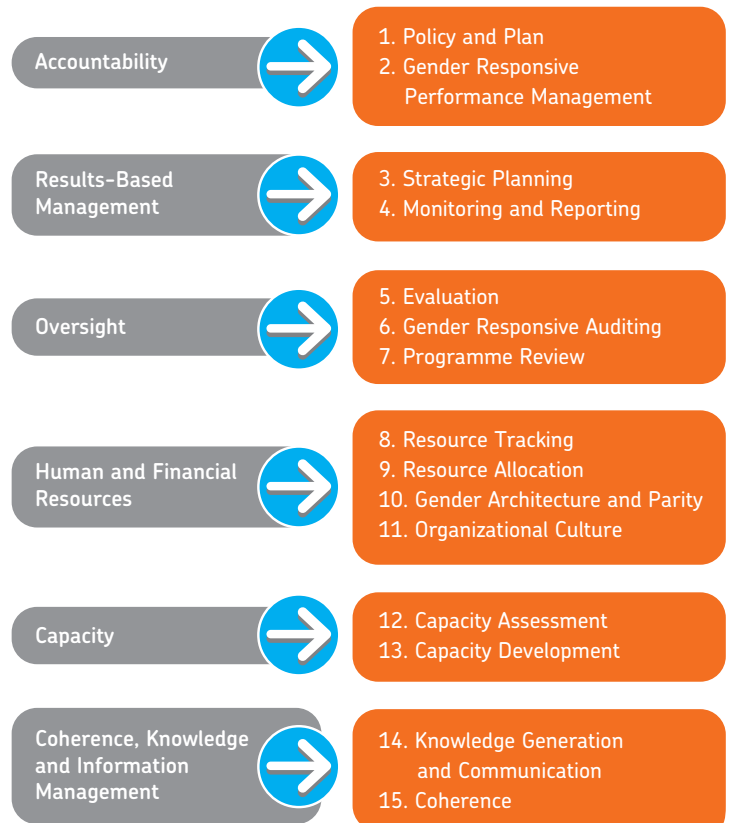 Accountability
1. Policy and Plan
2. Gender Responsive
Performance Management
Results-Based
Management
3. Strategic Planning
4. Monitoring and Reporting
Oversight
5. Evaluation
6. Gender Responsive Auditing
7. Programme Review
Human and Financial
Resources
8. Resource Tracking
9. Resource Allocation
10. Gender Architecture and Parity
11. Organizational Culture
Capacity
12. Capacity Assessment
13. Capacity Development
Coherence, Knowledge
and Information
Management
14. Knowledge Generation
and Communication
15. Coherence